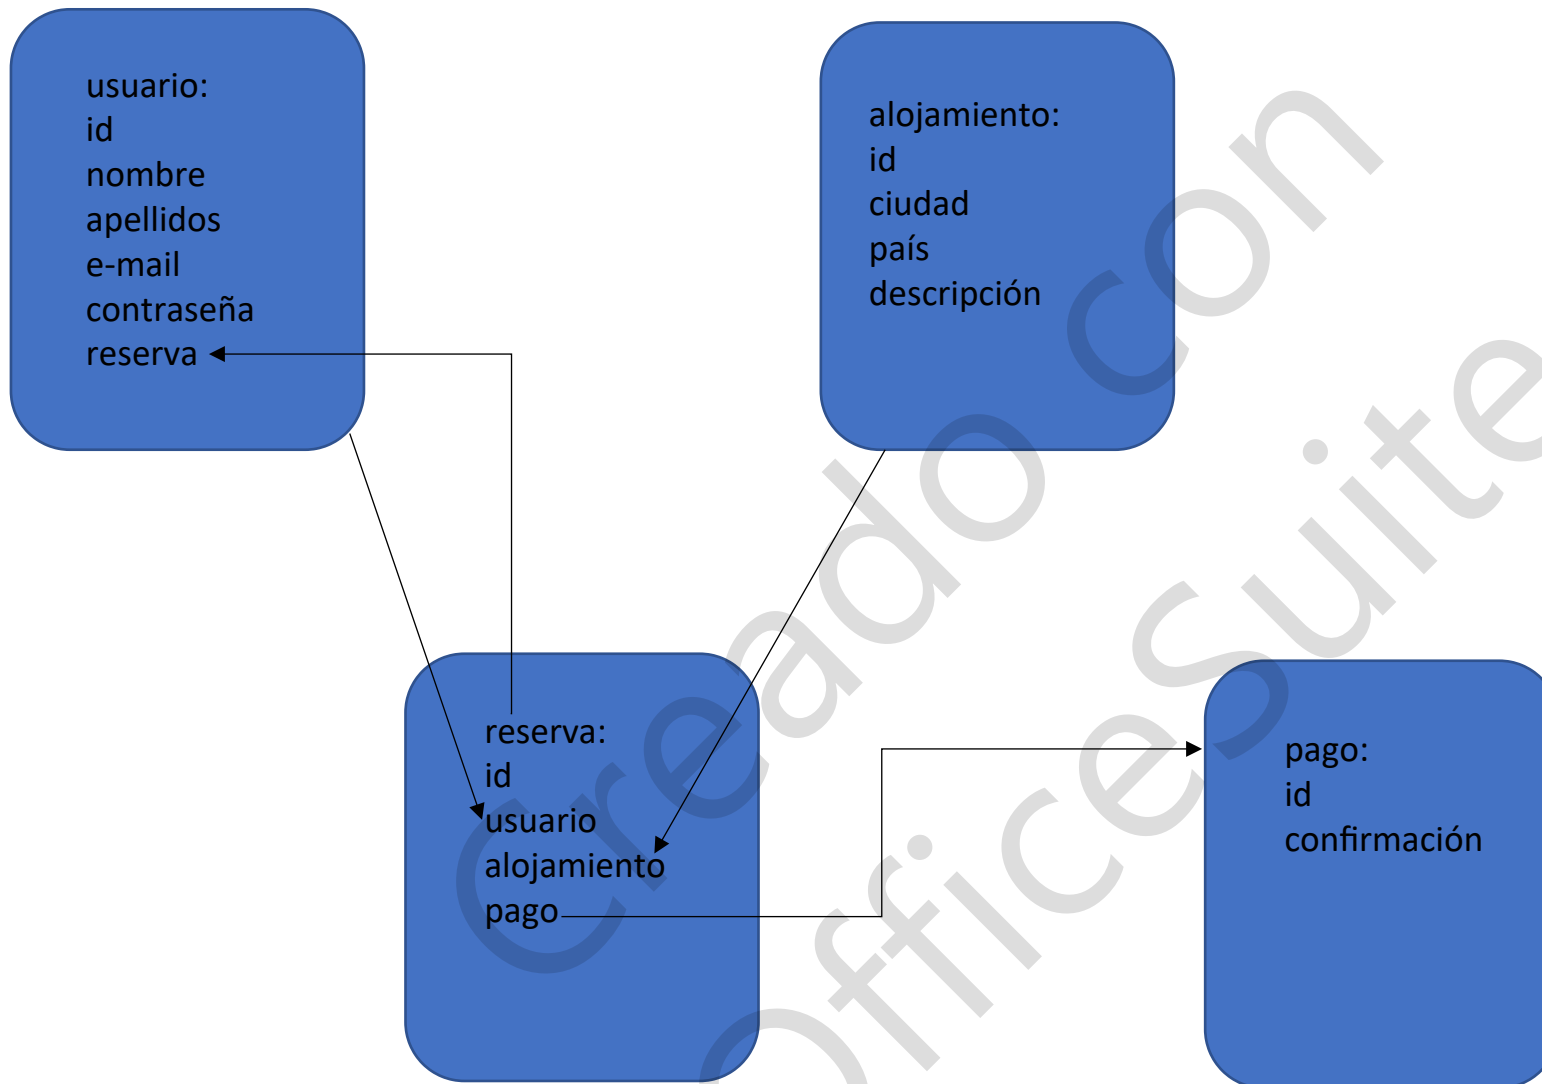 usuario:
id
nombre
apellidos
e-mail
contraseña
reserva
alojamiento:
id
ciudad
país
descripción
reserva:
id
usuario
alojamiento
pago
pago:
id
confirmación
Creado con
OfficeSuite